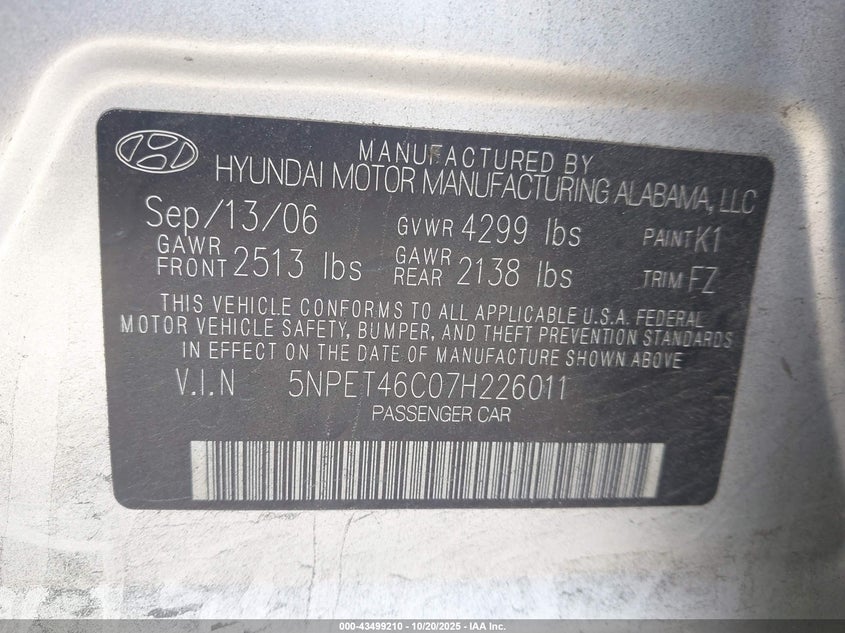 MANUFACTURED BY
HYUNDAI MOTOR MANUFACTURING ALABAMA, LLC
Sep/13/06 GVWR 4299 lbs PAINT K1
GAWR FRONT 2513 lbs GAWR REAR 2138 lbs TRIM FZ
THIS VEHICLE CONFORMS TO ALL APPLICABLE U.S.A. FEDERAL
MOTOR VEHICLE SAFETY, BUMPER, AND THEFT PREVENTION STANDARDS
IN EFFECT ON THE DATE OF MANUFACTURE SHOWN ABOVE
V.I.N 5NPET46C07H226011
PASSENGER CAR
000-43499210 - 10/20/2025 - IAA Inc.